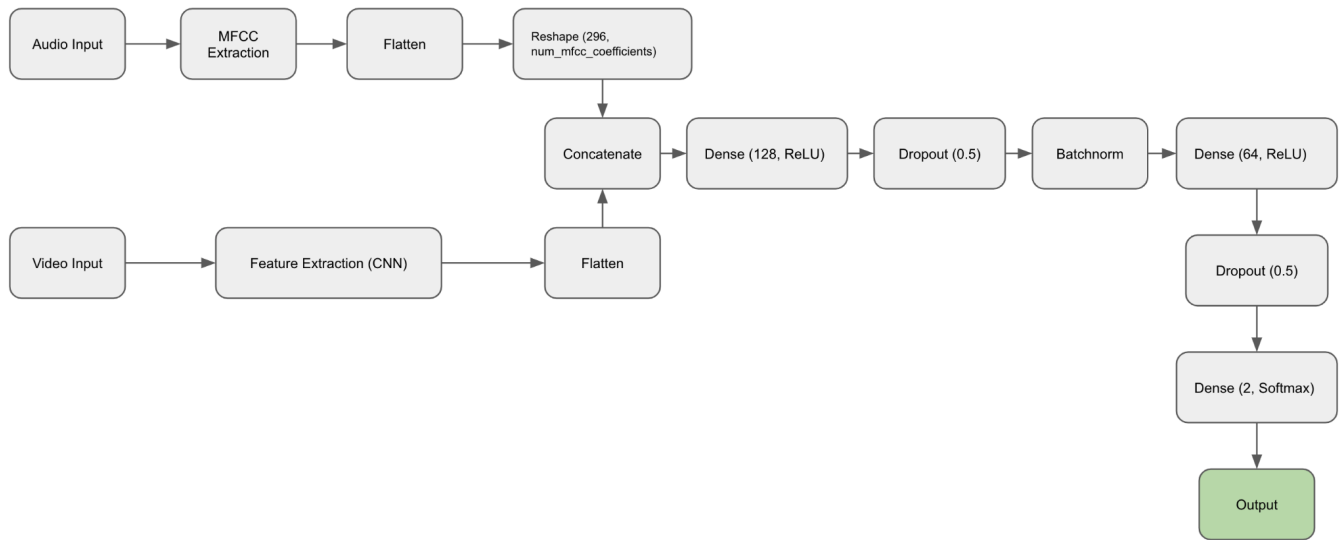 Audio Input
MFCC
Extraction
Flatten
Reshape (296,
num_mfcc_coefficients)
Concatenate
Dense (128, ReLU)
Dropout (0.5)
Batchnorm
Dense (64, ReLU)
Video Input
Feature Extraction (CNN)
Flatten
Dropout (0.5)
Dense (2, Softmax)
Output